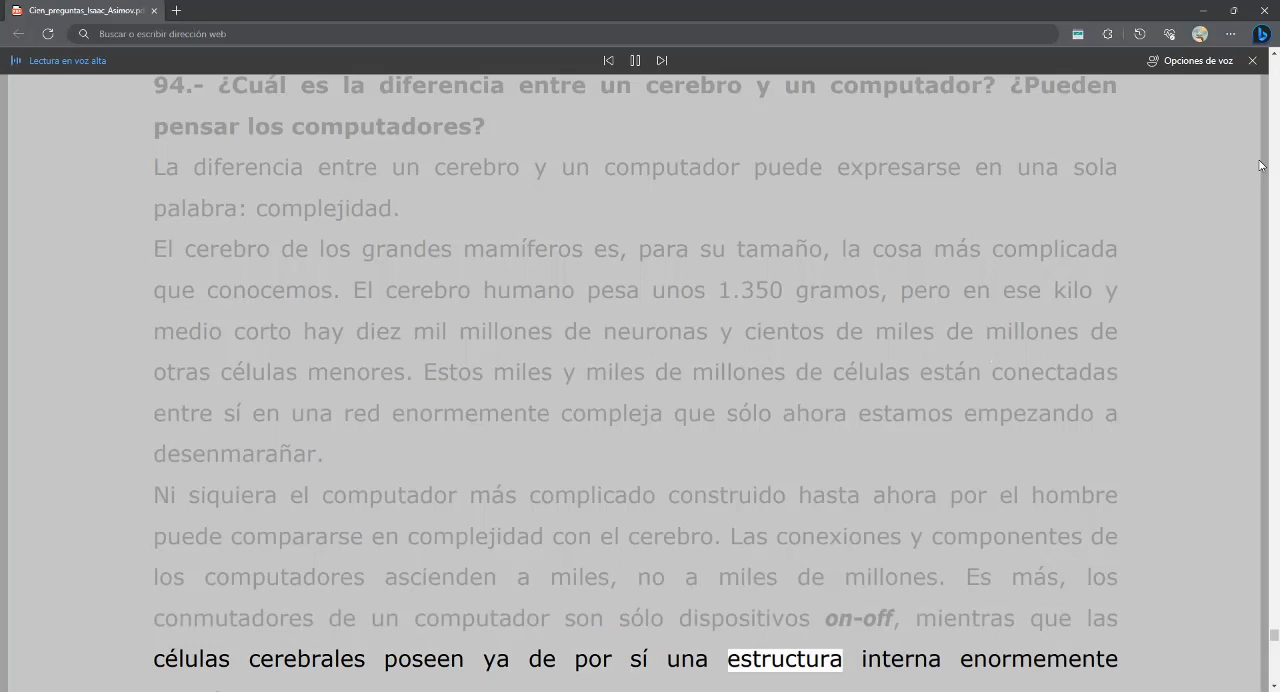 Cien_preguntas_Isaac_Asimov.pd
Buscar o escribir dirección web
Lectura en voz alta
Opciones de voz
94.- ¿Cuál es la diferencia entre un cerebro y un computador? ¿Pueden
pensar los computadores?
La diferencia entre un cerebro y un computador puede expresarse en una sola
palabra: complejidad.
El cerebro de los grandes mamíferos es, para su tamaño, la cosa más complicada
que conocemos. El cerebro humano pesa unos 1.350 gramos, pero en ese kilo y
medio corto hay diez mil millones de neuronas y cientos de miles de millones de
otras células menores. Estos miles y miles de millones de células están conectadas
entre sí en una red enormemente compleja que sólo ahora estamos empezando a
desenmarañar.
Ni siquiera el computador más complicado construido hasta ahora por el hombre
puede compararse en complejidad con el cerebro. Las conexiones y componentes de
los computadores ascienden a miles, no a miles de millones. Es más, los
conmutadores de un computador son sólo dispositivos on-off, mientras que las
células cerebrales poseen ya de por sí una estructura interna enormemente